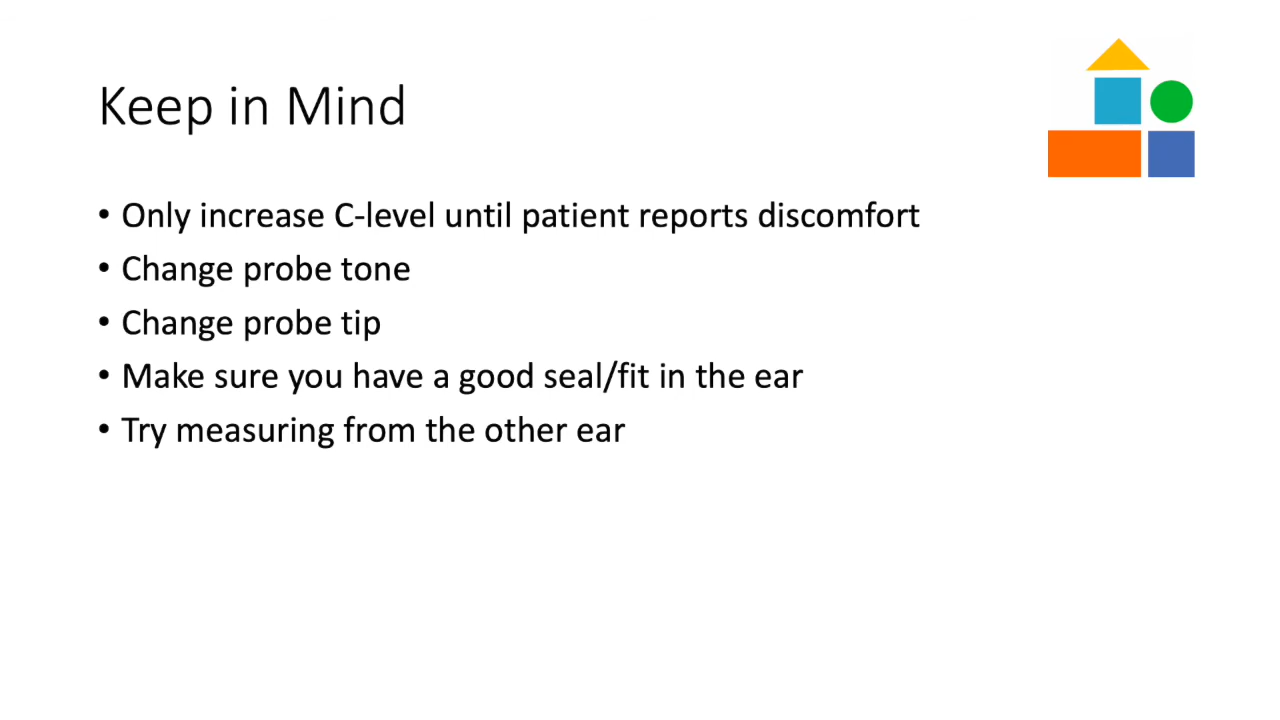 Keep in Mind
• Only increase C-level until patient reports discomfort
• Change probe tone
• Change probe tip
• Make sure you have a good seal/fit in the ear
• Try measuring from the other ear